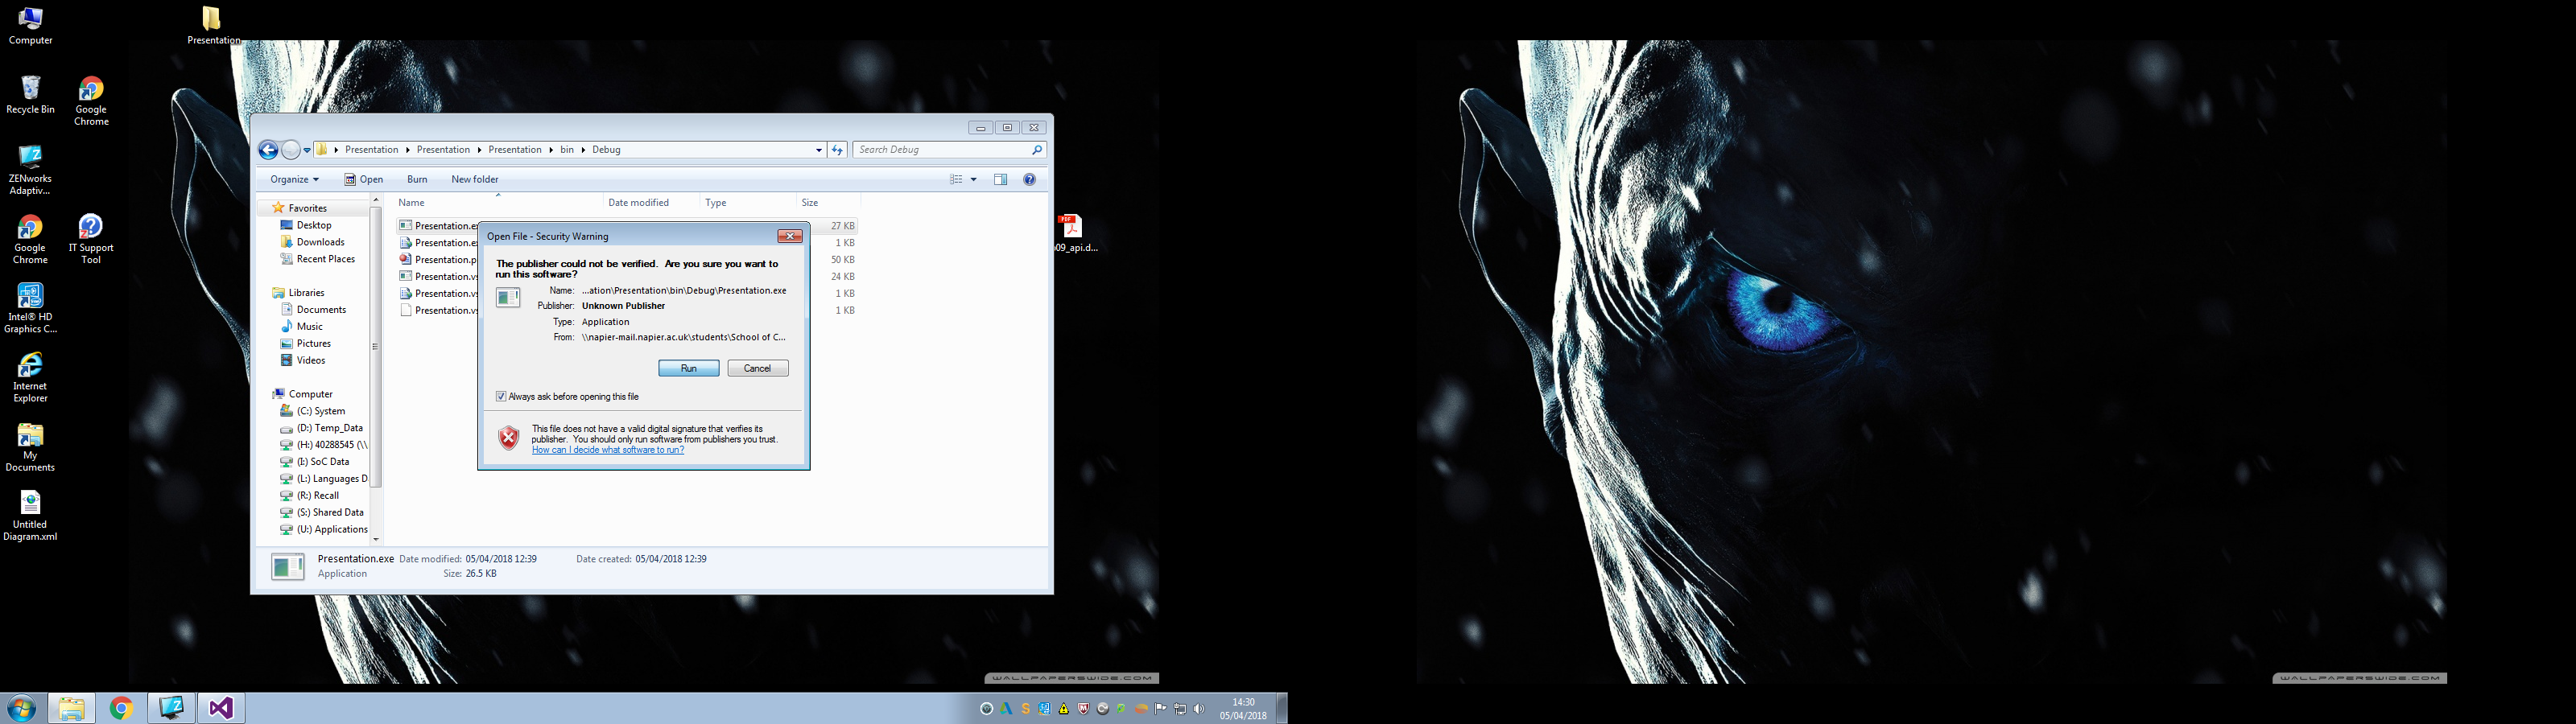 Computer
Presentation
Recycle Bin
Google
Chrome
ZENworks
Adaptiv...
Google
Chrome
IT Support
Tool
Intel® HD
Graphics C...
Internet
Explorer
My
Documents
Untitled
Diagram.xml
Presentation
Presentation
Presentation
bin
Debug
Search Debug
Organize
Open
Burn
New folder
Name
Date modified
Type
Size
Favorites
Desktop
Downloads
Recent Places
Libraries
Documents
Music
Pictures
Videos
Computer
(C:) System
(D:) Temp_Data
(H:) 40288545 (\\
(I:) SoC Data
(L:) Languages D
(R:) Recall
(S:) Shared Data
(U:) Applications
Presentation.ex
27 KB
Presentation.ex
1 KB
Presentation.p
50 KB
Presentation.vs
24 KB
Presentation.vs
1 KB
Presentation.vs
1 KB
Open File - Security Warning
The publisher could not be verified. Are you sure you want to
run this software?
Name: ...ation\Presentation\bin\Debug\Presentation.exe
Publisher: Unknown Publisher
Type: Application
From: \\napier-mail.napier.ac.uk\students\School of C...
Run
Cancel
Always ask before opening this file
This file does not have a valid digital signature that verifies its
publisher. You should only run software from publishers you trust.
How can I decide what software to run?
Presentation.exe Date modified: 05/04/2018 12:39 Date created: 05/04/2018 12:39
Application Size: 26.5 KB
PDF
09_api.d...
WALLPAPERSWIDE.COM
WALLPAPERSWIDE.COM
14:30
05/04/2018